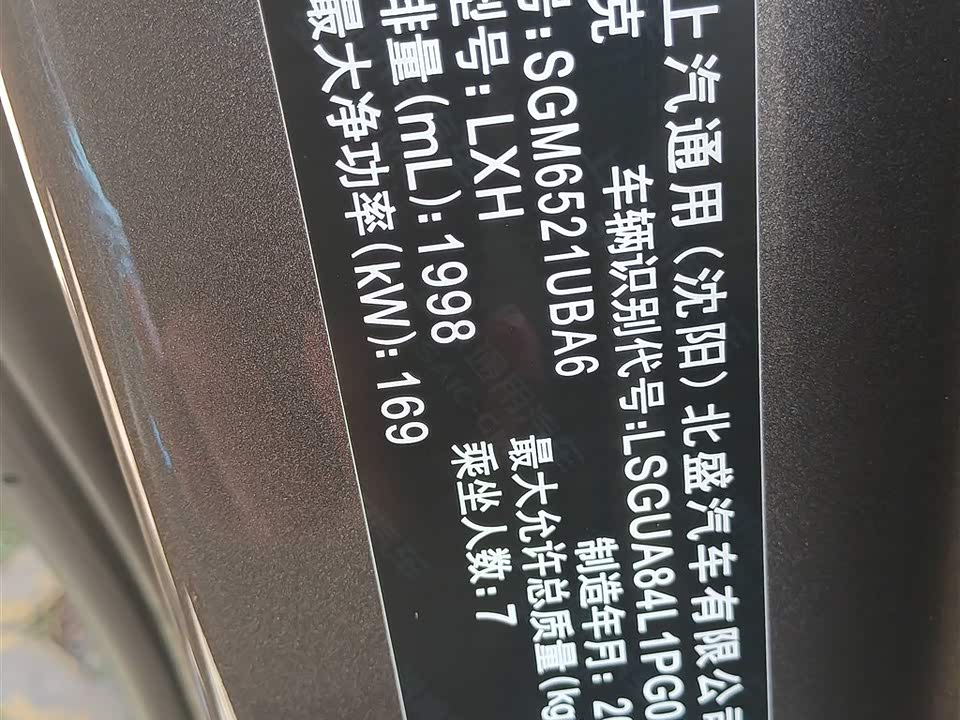 上汽通用(沈阳)北盛汽车有限公司
克
车辆识别代号:LSGUA84L1PG0
号:SGM6521UBA6
制造年月:20
型号:LXH
最大允许总质量(kg
排量(mL):1998
乘坐人数:7
最大净功率(kW):169